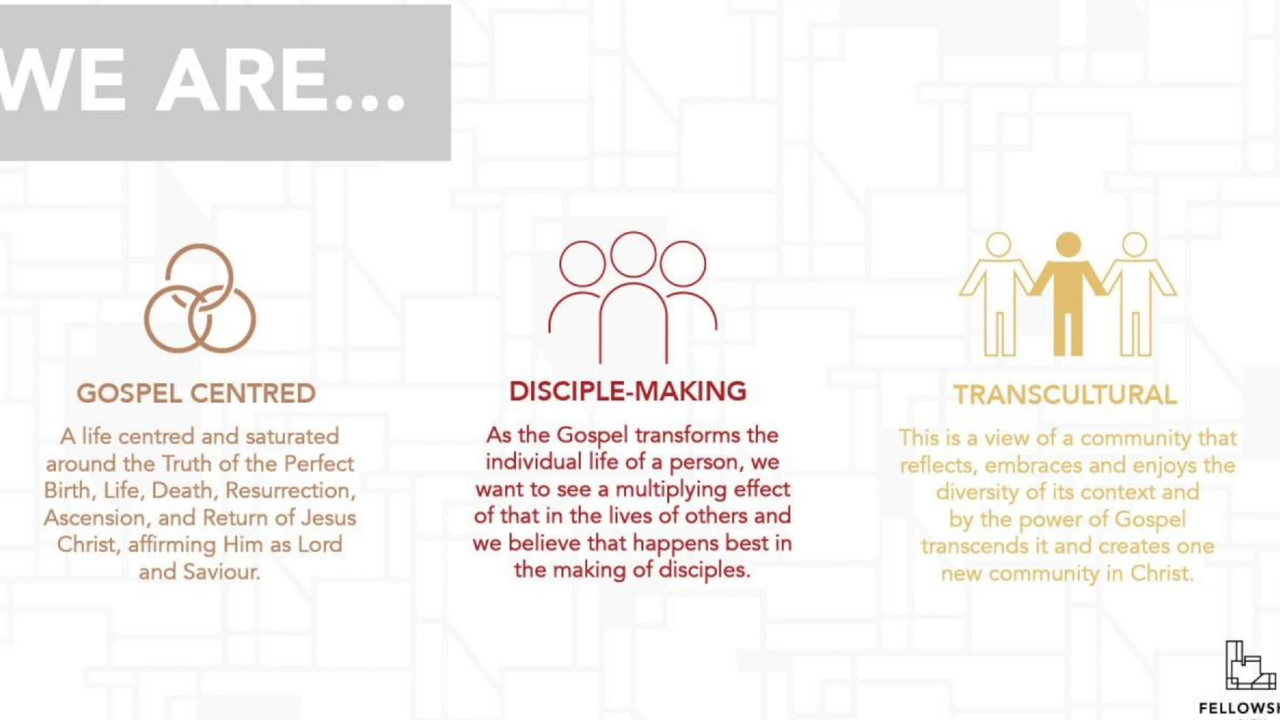 WE ARE...
GOSPEL CENTRED
A life centred and saturated
around the Truth of the Perfect
Birth, Life, Death, Resurrection,
Ascension, and Return of Jesus
Christ, affirming Him as Lord
and Saviour.
DISCIPLE-MAKING
As the Gospel transforms the
individual life of a person, we
want to see a multiplying effect
of that in the lives of others and
we believe that happens best in
the making of disciples.
TRANSCULTURAL
This is a view of a community that
reflects, embraces and enjoys the
diversity of its context and
by the power of Gospel
transcends it and creates one
new community in Christ.